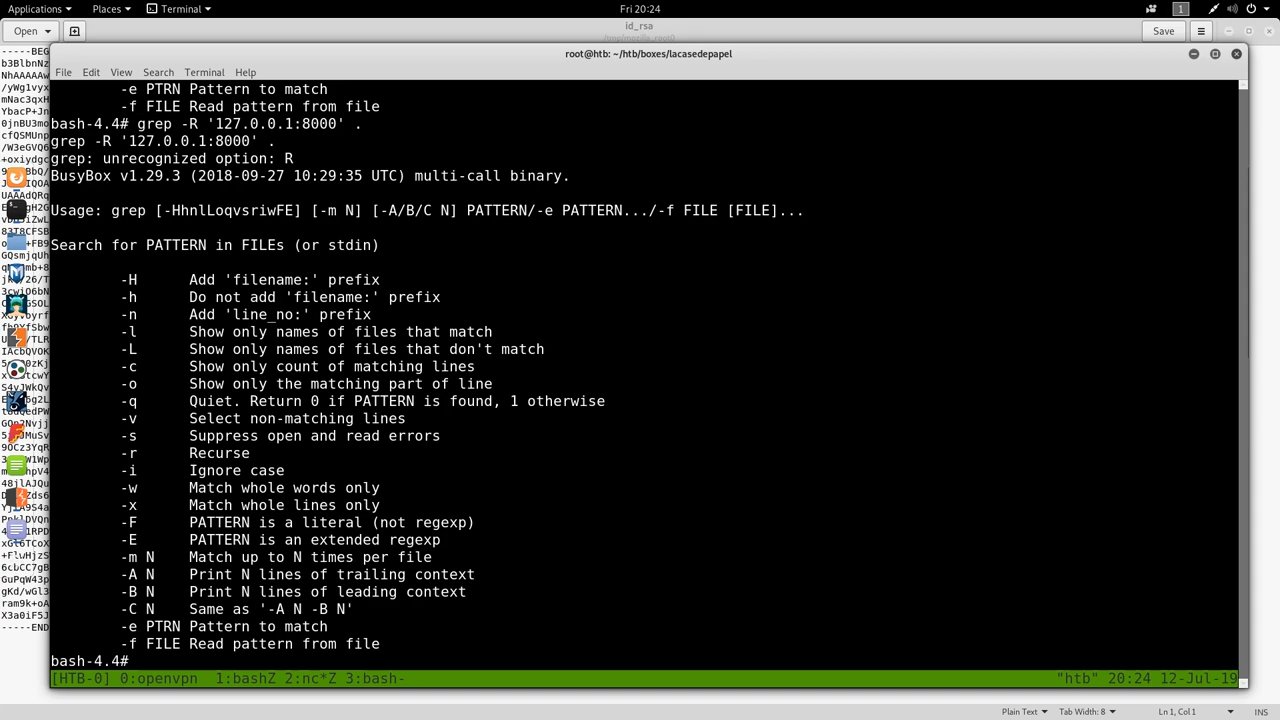 Applications Places Terminal Fri 20:24 1
Open id_rsa Save
/tmp/mozilla_root0
root@htb: ~/htb/boxes/lacasedepapel
File Edit View Search Terminal Help
-----BEG
-e PTRN Pattern to match
-f FILE Read pattern from file
bash-4.4# grep -R '127.0.0.1:8000' .
grep -R '127.0.0.1:8000' .
grep: unrecognized option: R
BusyBox v1.29.3 (2018-09-27 10:29:35 UTC) multi-call binary.
Usage: grep [-HhnlLoqvsriwFE] [-m N] [-A/B/C N] PATTERN/-e PATTERN.../-f FILE [FILE]...
Search for PATTERN in FILEs (or stdin)
-H Add 'filename:' prefix
-h Do not add 'filename:' prefix
-n Add 'line_no:' prefix
-l Show only names of files that match
-L Show only names of files that don't match
-c Show only count of matching lines
-o Show only the matching part of line
-q Quiet. Return 0 if PATTERN is found, 1 otherwise
-v Select non-matching lines
-s Suppress open and read errors
-r Recurse
-i Ignore case
-w Match whole words only
-x Match whole lines only
-F PATTERN is a literal (not regexp)
-E PATTERN is an extended regexp
-m N Match up to N times per file
-A N Print N lines of trailing context
-B N Print N lines of leading context
-C N Same as '-A N -B N'
-e PTRN Pattern to match
-f FILE Read pattern from file
-----END
bash-4.4#
[HTB-0] 0:openvpn 1:bashZ 2:nc*Z 3:bash- "htb" 20:24 12-Jul-19
Plain Text Tab Width: 8 Ln 1, Col 1 INS